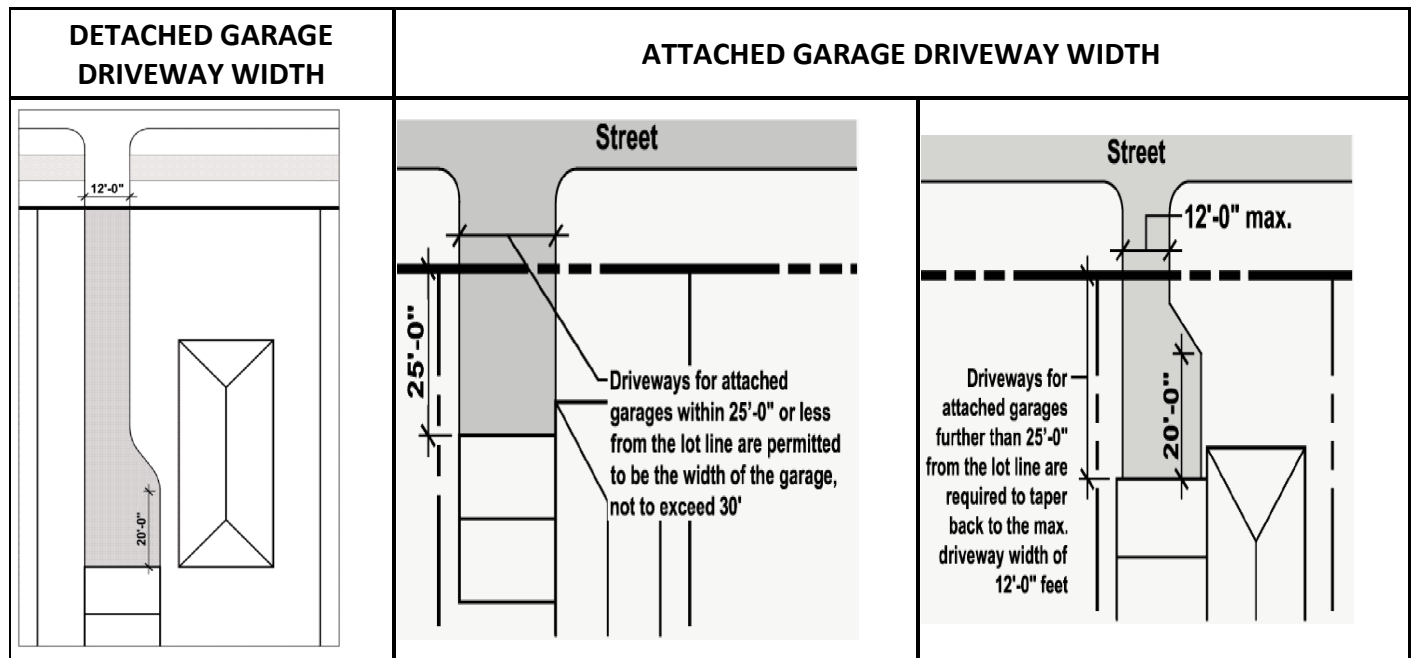 DETACHED GARAGE
DRIVEWAY WIDTH
ATTACHED GARAGE DRIVEWAY WIDTH
12'-0"
20'-0"
Street
25'-0"
Driveways for attached
garages within 25'-0" or less
from the lot line are permitted
to be the width of the garage,
not to exceed 30'
Street
12'-0" max.
Driveways for
attached garages
further than 25'-0"
from the lot line are
required to taper
back to the max.
driveway width of
12'-0" feet
20'-0"